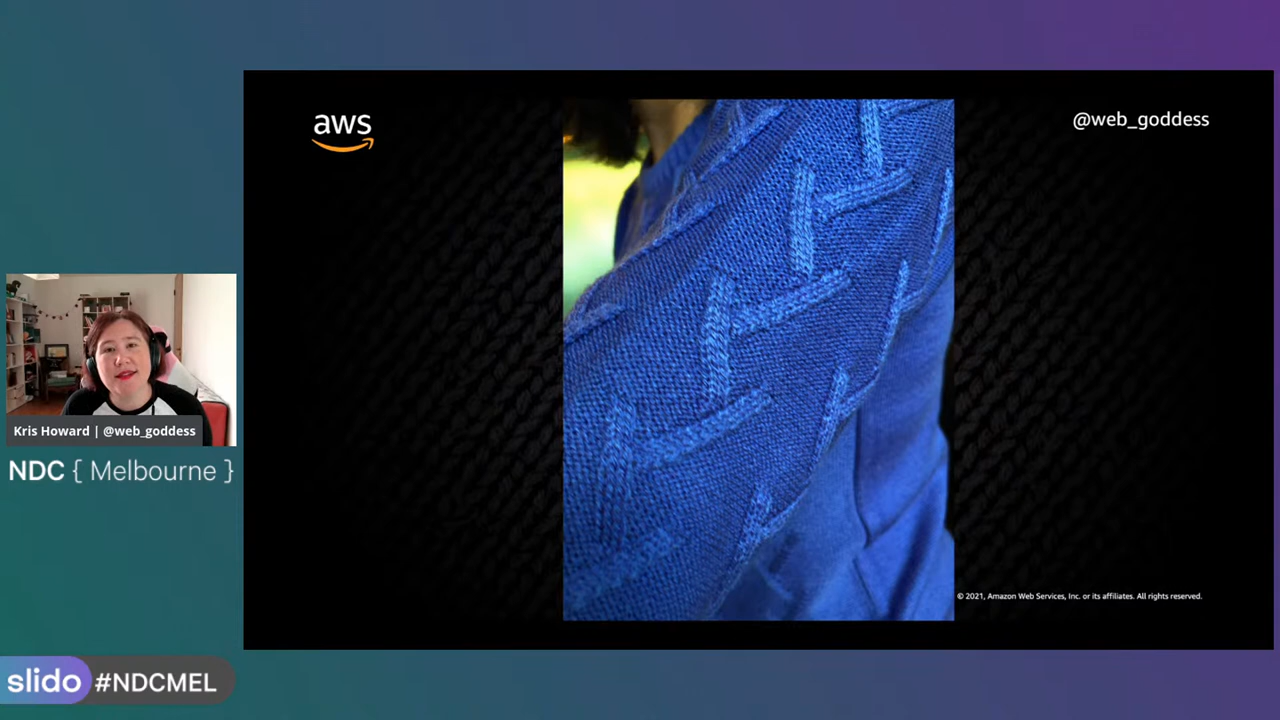 aws
@web_goddess
Kris Howard | @web_goddess
NDC { Melbourne }
© 2021, Amazon Web Services, Inc. or its affiliates. All rights reserved.
slido #NDCMEL